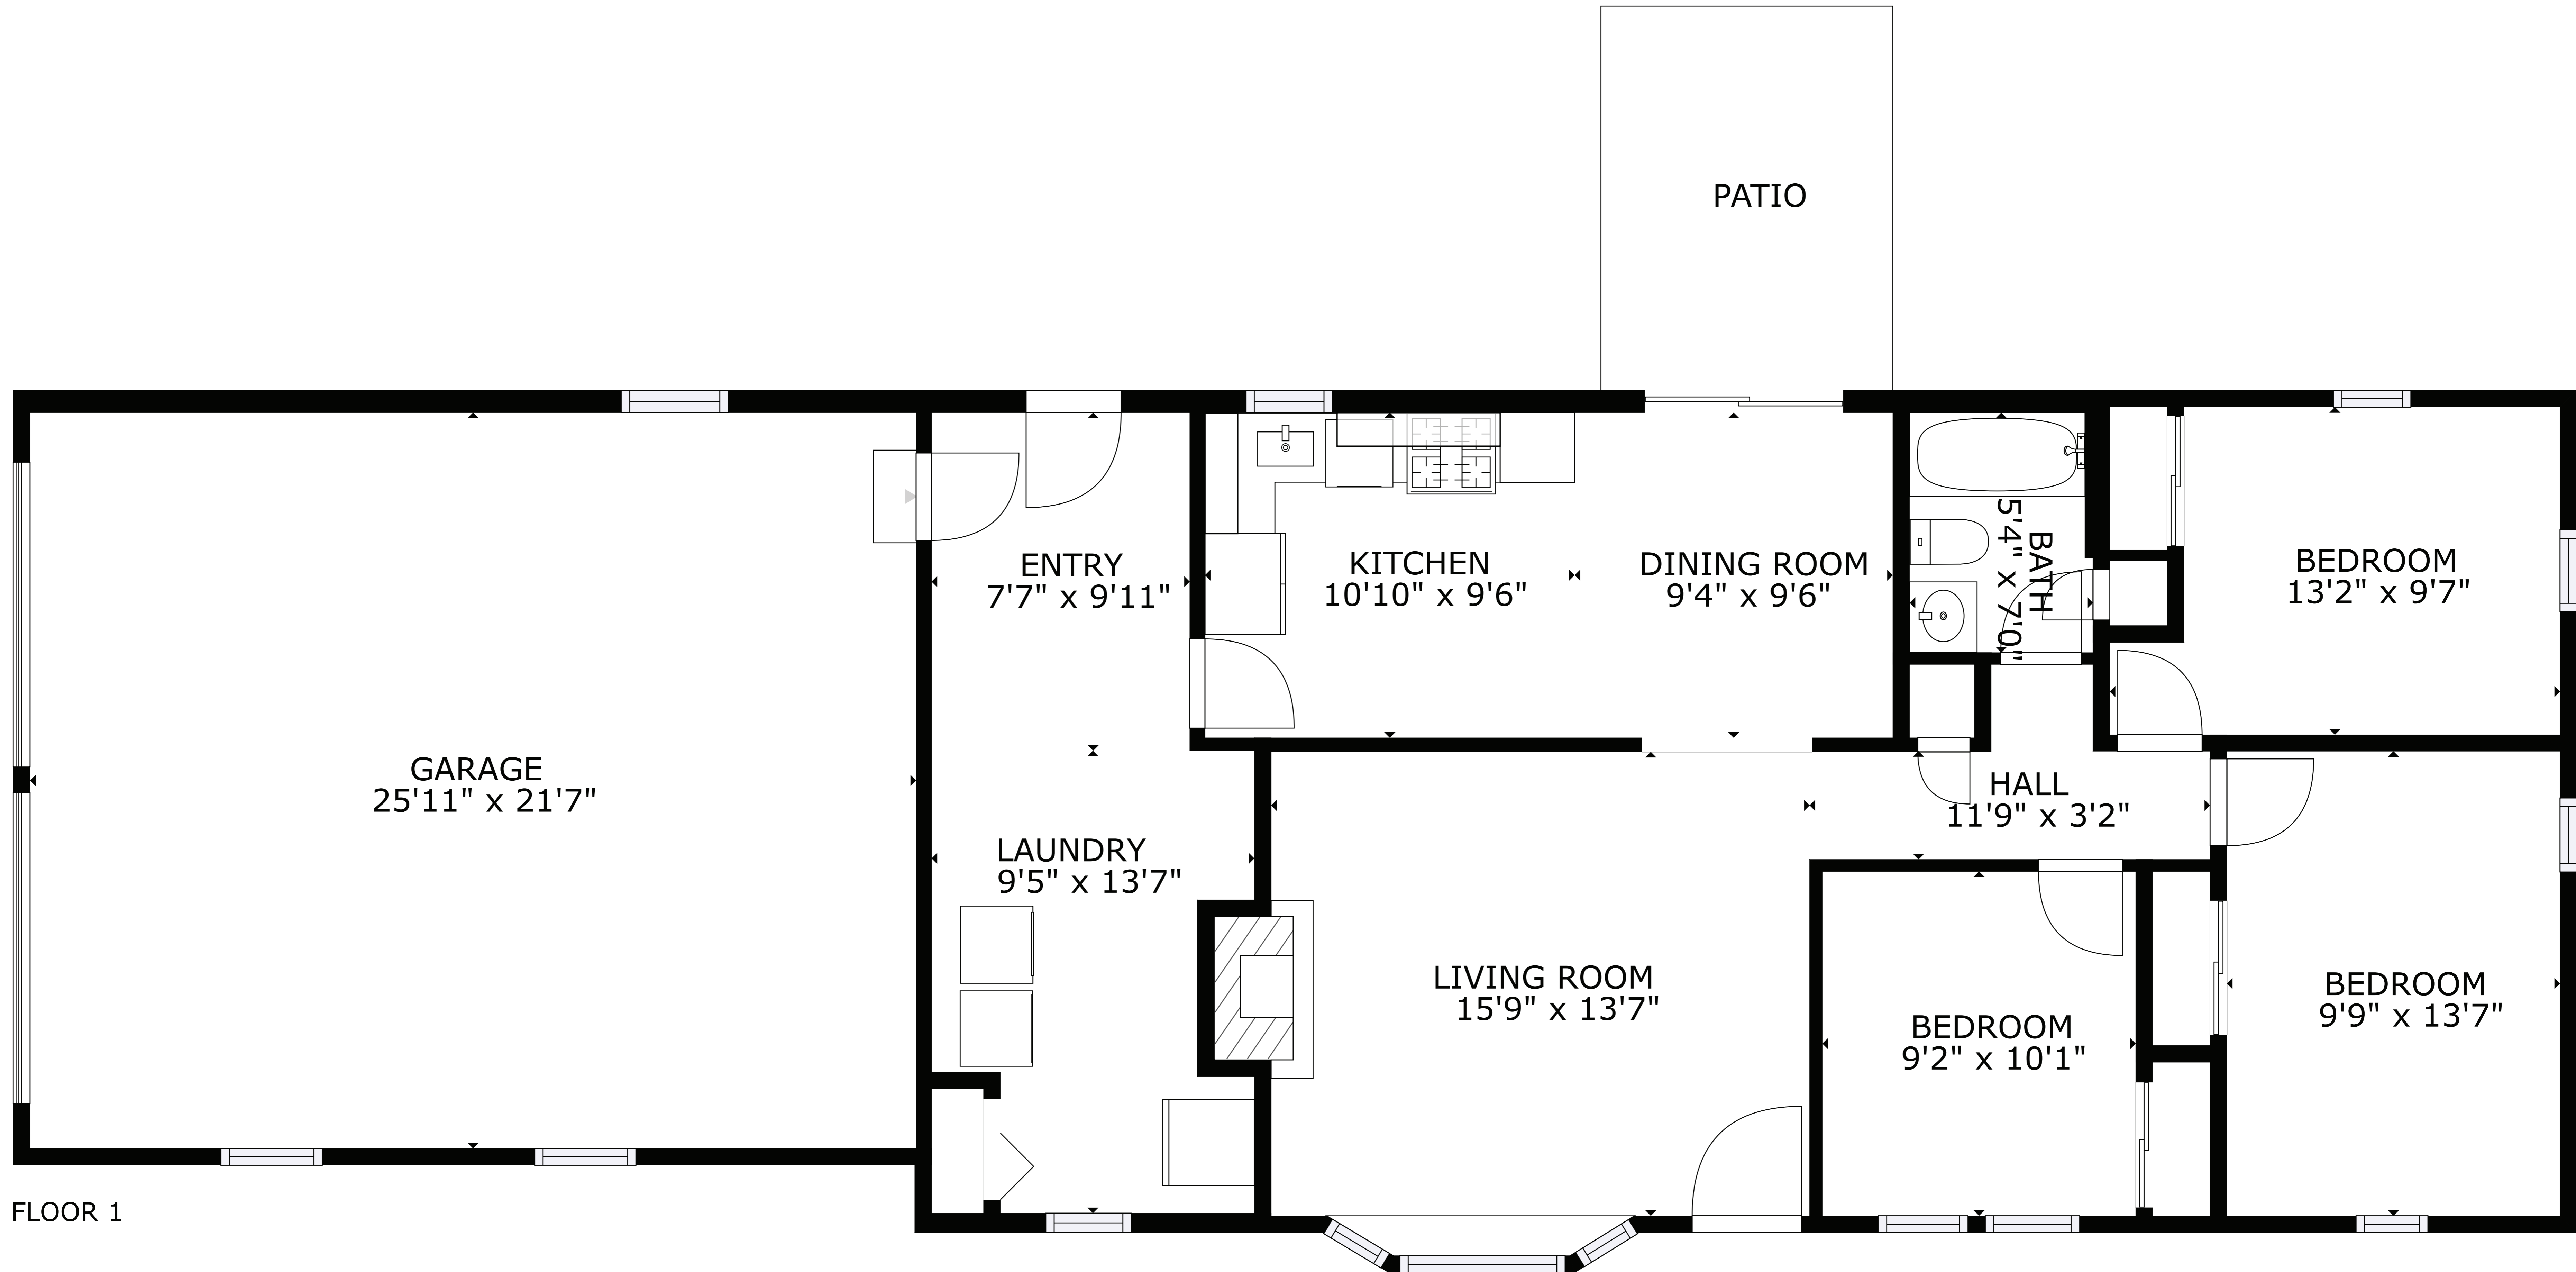 PATIO
ENTRY
7'7" x 9'11"
KITCHEN
10'10" x 9'6"
DINING ROOM
9'4" x 9'6"
BATH
5'4" x 7'0"
BEDROOM
13'2" x 9'7"
GARAGE
25'11" x 21'7"
HALL
11'9" x 3'2"
LAUNDRY
9'5" x 13'7"
LIVING ROOM
15'9" x 13'7"
BEDROOM
9'2" x 10'1"
BEDROOM
9'9" x 13'7"
FLOOR 1